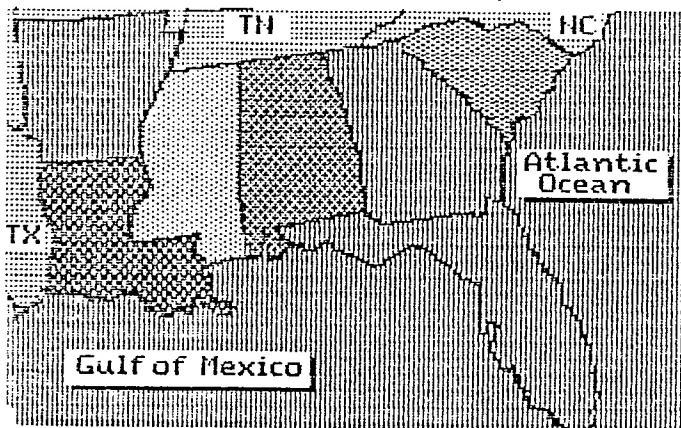 TN
NC
Atlantic
Ocean
TX
Gulf of Mexico